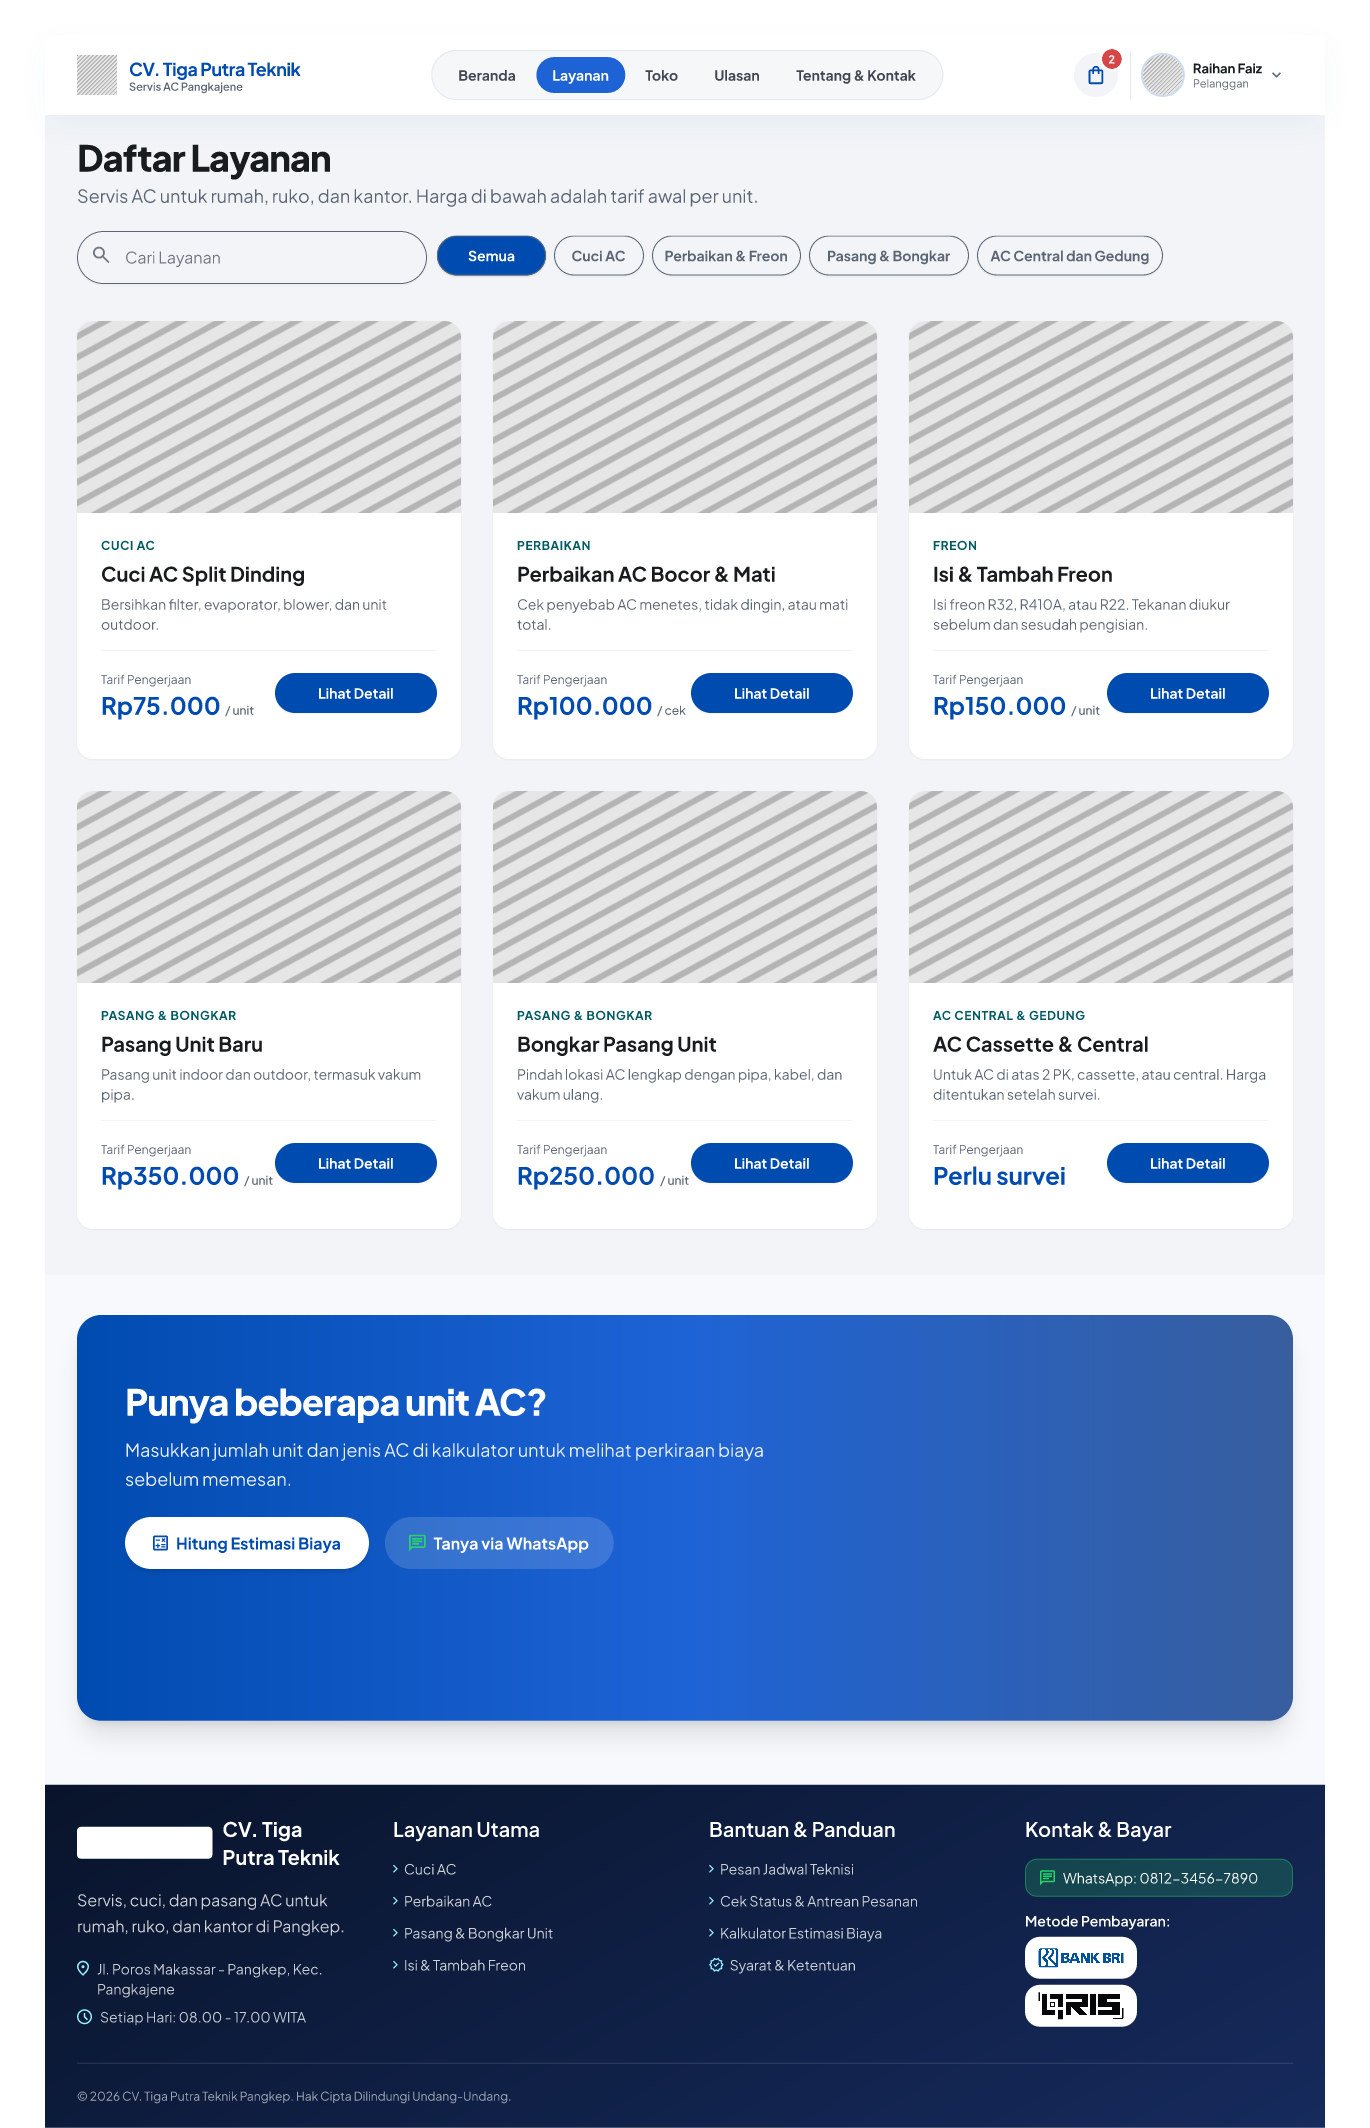 CV. Tiga Putra Teknik
Servis AC Pangkajene
Beranda
Layanan
Toko
Ulasan
Tentang & Kontak
2
Raihan Faiz
Pelanggan
Daftar Layanan
Servis AC untuk rumah, ruko, dan kantor. Harga di bawah adalah tarif awal per unit.
Cari Layanan
Semua
Cuci AC
Perbaikan & Freon
Pasang & Bongkar
AC Central dan Gedung
CUCI AC
Cuci AC Split Dinding
Bersihkan filter, evaporator, blower, dan unit
outdoor.
Tarif Pengerjaan
Rp75.000 / unit
Lihat Detail
PERBAIKAN
Perbaikan AC Bocor & Mati
Cek penyebab AC menetes, tidak dingin, atau mati
total.
Tarif Pengerjaan
Rp100.000 / cek
Lihat Detail
FREON
Isi & Tambah Freon
Isi freon R32, R410A, atau R22. Tekanan diukur
sebelum dan sesudah pengisian.
Tarif Pengerjaan
Rp150.000 / unit
Lihat Detail
PASANG & BONGKAR
Pasang Unit Baru
Pasang unit indoor dan outdoor, termasuk vakum
pipa.
Tarif Pengerjaan
Rp350.000 / unit
Lihat Detail
PASANG & BONGKAR
Bongkar Pasang Unit
Pindah lokasi AC lengkap dengan pipa, kabel, dan
vakum ulang.
Tarif Pengerjaan
Rp250.000 / unit
Lihat Detail
AC CENTRAL & GEDUNG
AC Cassette & Central
Untuk AC di atas 2 PK, cassette, atau central. Harga
ditentukan setelah survei.
Tarif Pengerjaan
Perlu survei
Lihat Detail
Punya beberapa unit AC?
Masukkan jumlah unit dan jenis AC di kalkulator untuk melihat perkiraan biaya
sebelum memesan.
Hitung Estimasi Biaya
Tanya via WhatsApp
CV. Tiga
Putra Teknik
Servis, cuci, dan pasang AC untuk
rumah, ruko, dan kantor di Pangkep.
Jl. Poros Makassar - Pangkep, Kec.
Pangkajene
Setiap Hari: 08.00 - 17.00 WITA
Layanan Utama
Cuci AC
Perbaikan AC
Pasang & Bongkar Unit
Isi & Tambah Freon
Bantuan & Panduan
Pesan Jadwal Teknisi
Cek Status & Antrean Pesanan
Kalkulator Estimasi Biaya
Syarat & Ketentuan
Kontak & Bayar
WhatsApp: 0812-3456-7890
Metode Pembayaran:
BANK BRI
QRIS
© 2026 CV. Tiga Putra Teknik Pangkep. Hak Cipta Dilindungi Undang-Undang.